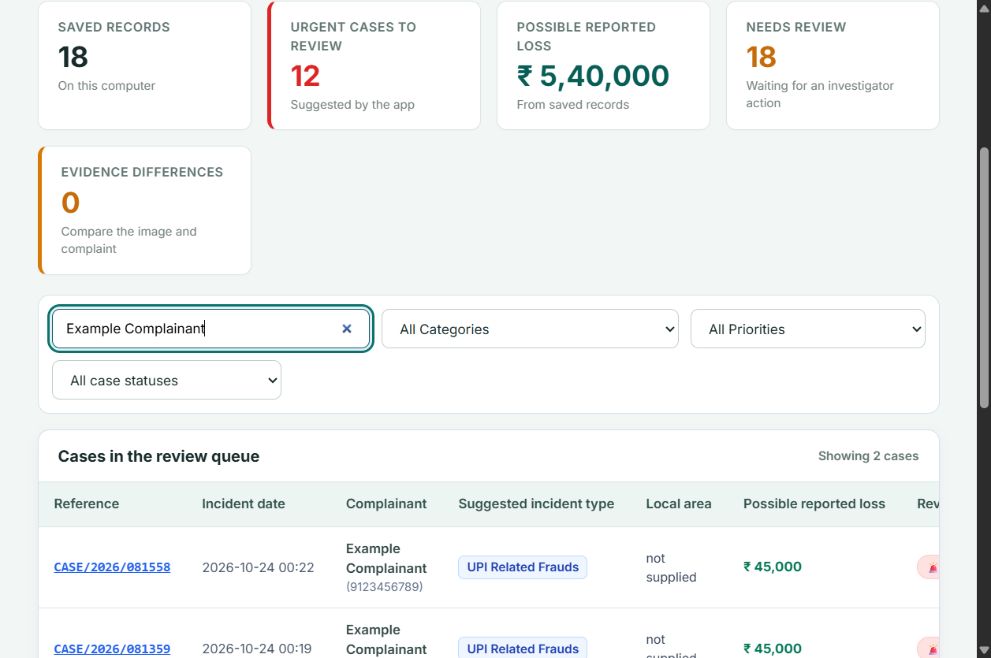 SAVED RECORDS
18
On this computer
URGENT CASES TO
REVIEW
12
Suggested by the app
POSSIBLE REPORTED
LOSS
₹ 5,40,000
From saved records
NEEDS REVIEW
18
Waiting for an investigator
action
EVIDENCE DIFFERENCES
0
Compare the image and
complaint
Example Complainant
All Categories
All Priorities
All case statuses
Cases in the review queue
Showing 2 cases
Reference Incident date Complainant Suggested incident type Local area Possible reported loss Rev
CASE/2026/081558 2026-10-24 00:22 Example
Complainant
(9123456789) UPI Related Frauds not
supplied ₹ 45,000
CASE/2026/081359 2026-10-24 00:19 Example
Complainant UPI Related Frauds not
supplied ₹ 45,000